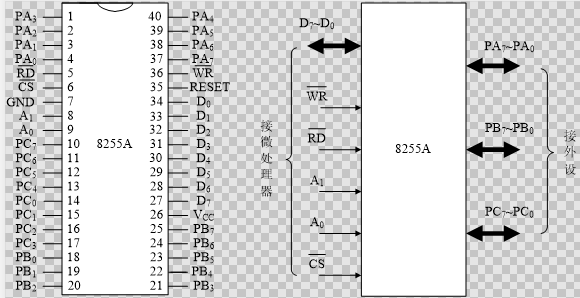 PA3 1 40 PA4
PA2 2 39 PA5
PA1 3 38 PA6
PA0 4 37 PA7
RD 5 36 WR
CS 6 35 RESET
GND 7 34 D0
A1 8 33 D1
A0 9 32 D2
PC7 10 31 D3
PC6 11 30 D4
PC5 12 29 D5
PC4 13 28 D6
PC0 14 27 D7
PC1 15 26 VCC
PC2 16 25 PB7
PC3 17 24 PB6
PB0 18 23 PB5
PB1 19 22 PB4
PB2 20 21 PB3
8255A
D7~D0
WR
RD
A1
A0
CS
接微处理器
8255A
PA7~PA0
PB7~PB0
PC7~PC0
接外设